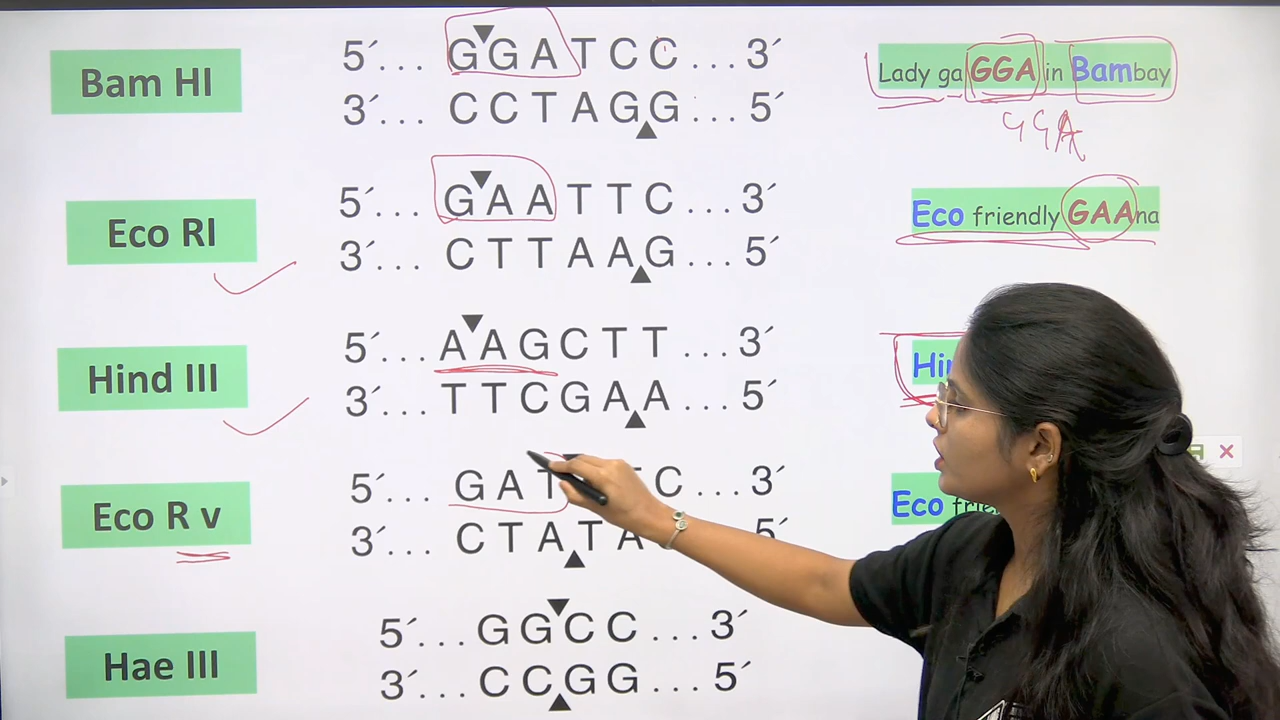 Bam HI
5´... GGATCC...3´
3´... CCTAGG...5´
Lady ga GGA in Bambay
GGA
Eco RI
5´... GAATTC...3´
3´... CTTAAG...5´
Eco friendly GAAna
Hind III
5´...AAGCTT...3´
3´...TTCGAA...5´
Eco R v
5´... GAT C...3´
3´... CTATA 5´
Eco
Hae III
5´...GGCC...3´
3´...CCGG...5´